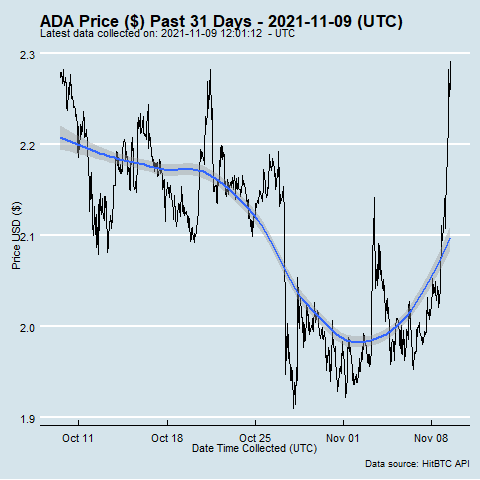 ADA Price ($) Past 31 Days - 2021-11-09 (UTC)
Latest data collected on: 2021-11-09 12:01:12  - UTC
2.3
2.2
2.1
2.0
1.9
Price USD ($)
Oct 11 Oct 18 Oct 25 Nov 01 Nov 08
Date Time Collected (UTC)
Data source: HitBTC API